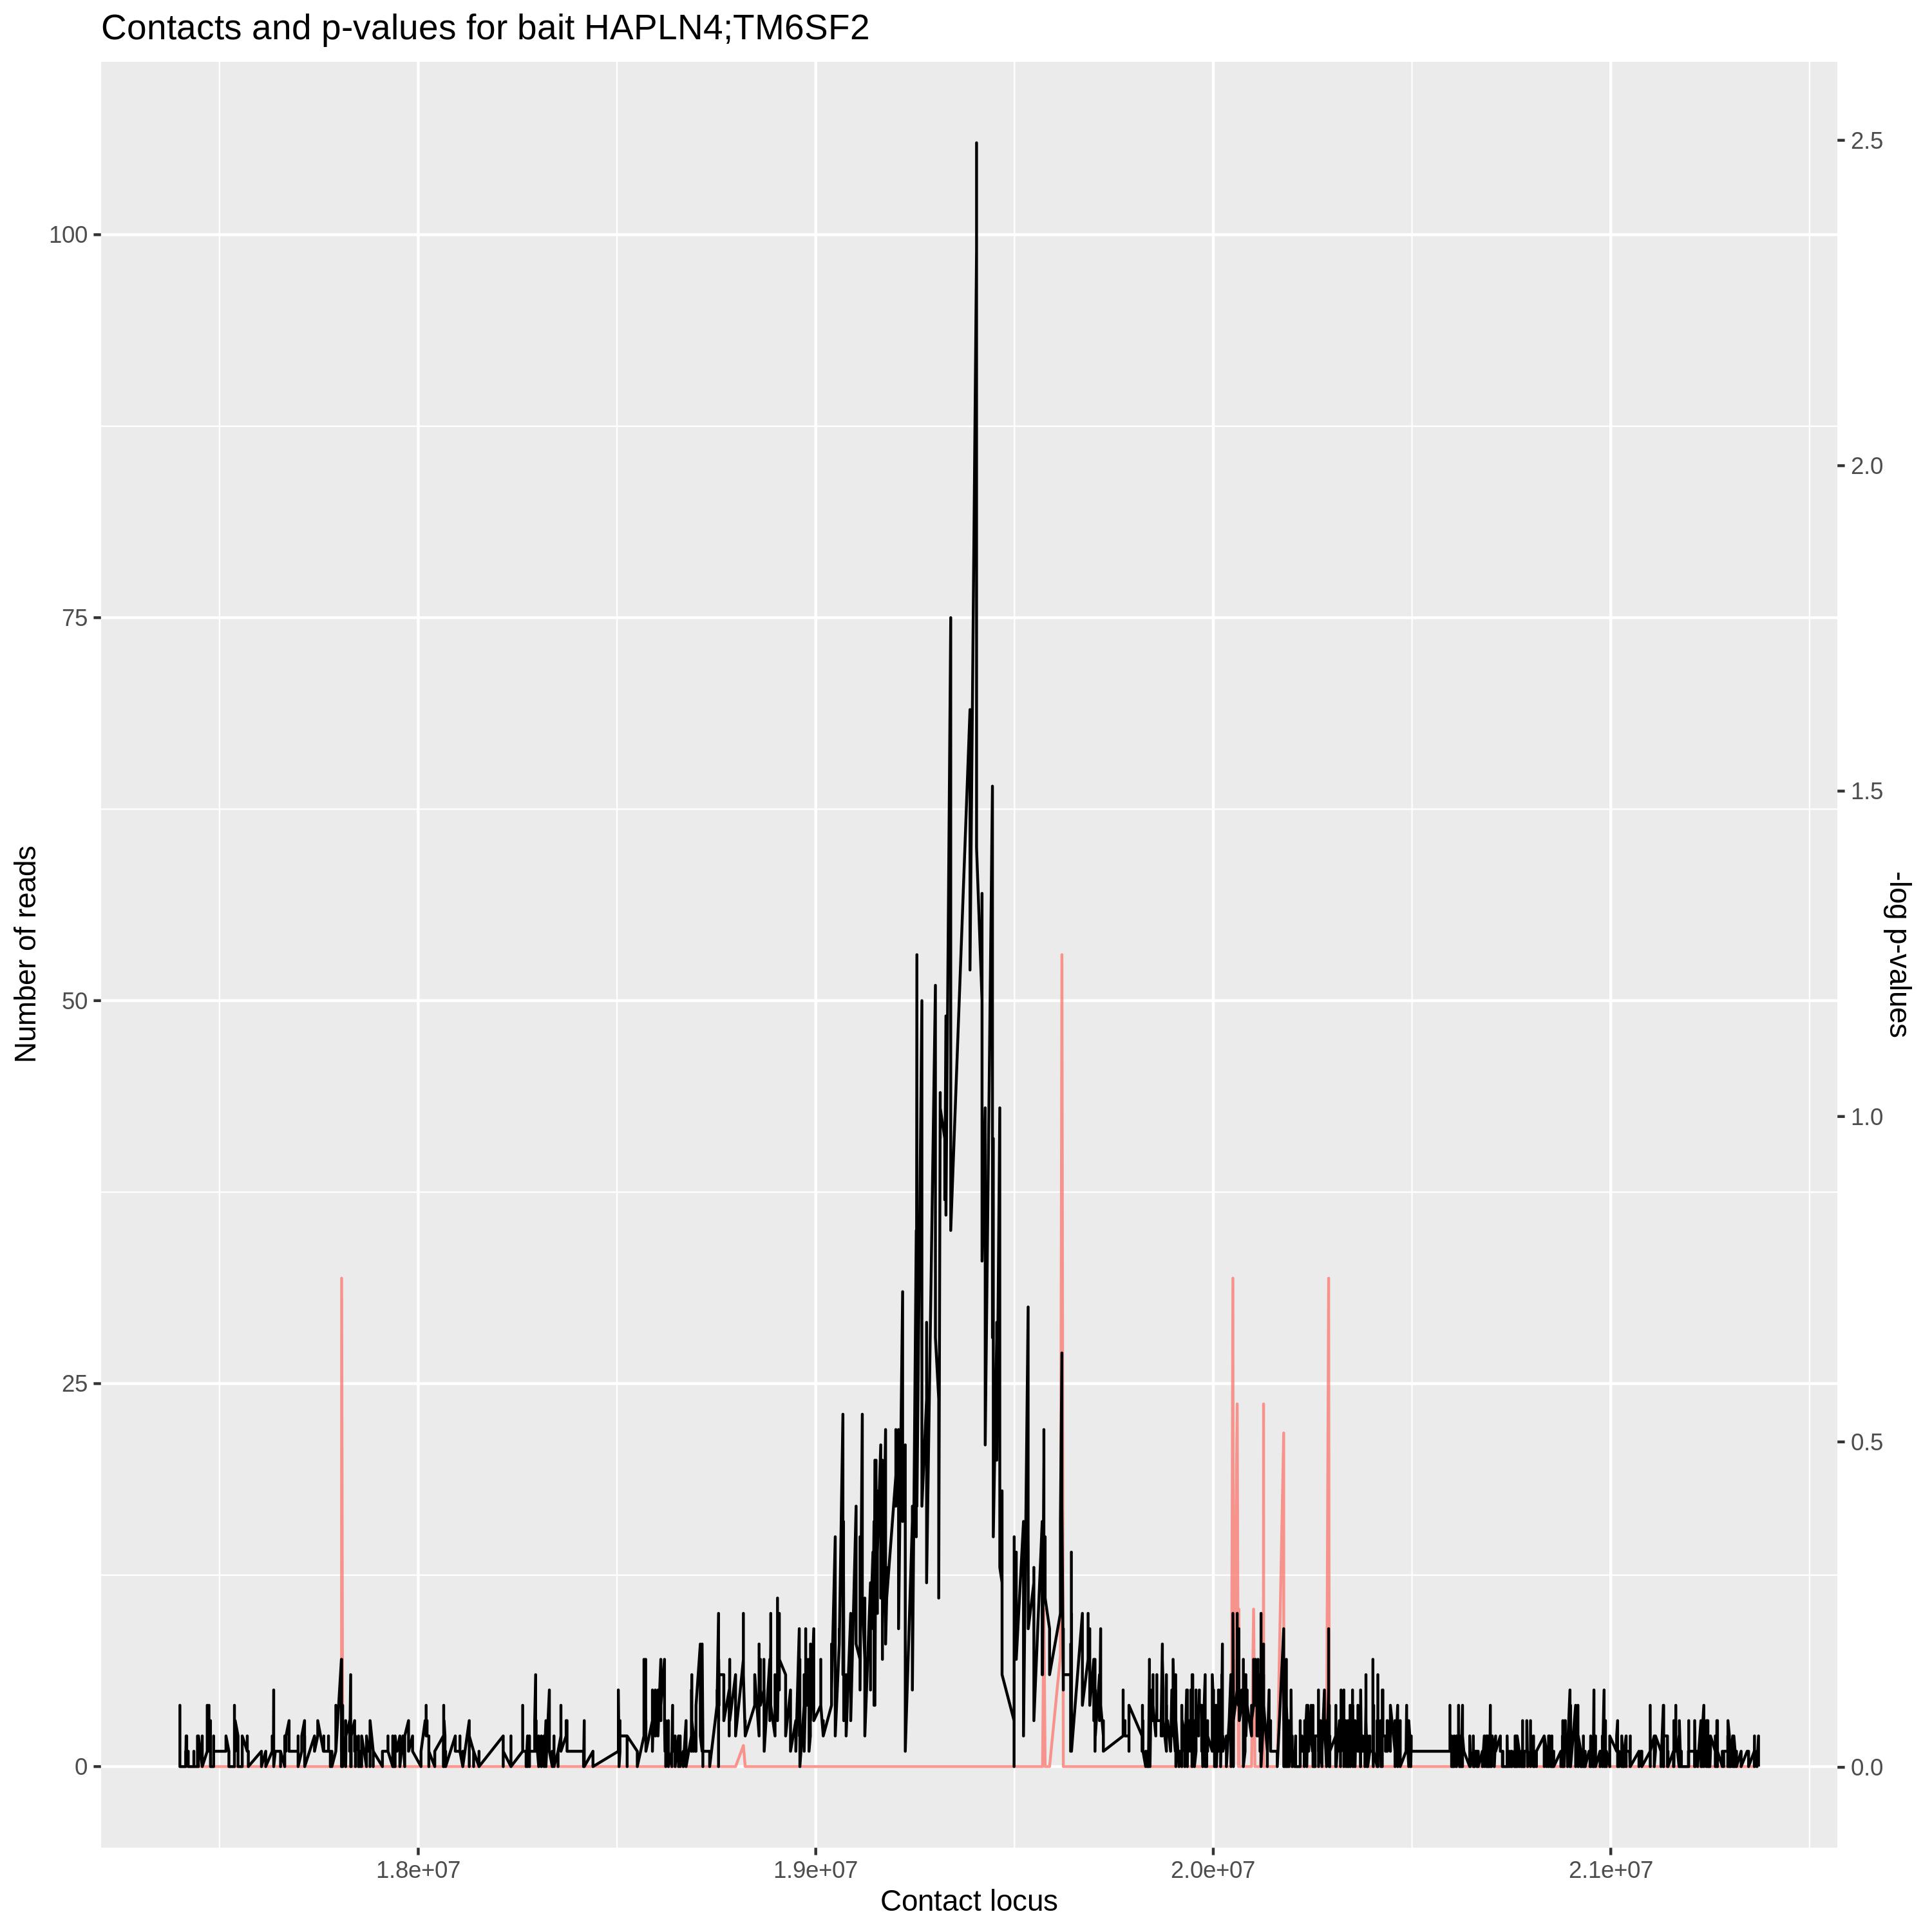 Contacts and p-values for bait HAPLN4;TM6SF2
100
75
50
25
0
Number of reads
2.5
2.0
1.5
1.0
0.5
0.0
-log p-values
1.8e+07
1.9e+07
2.0e+07
2.1e+07
Contact locus